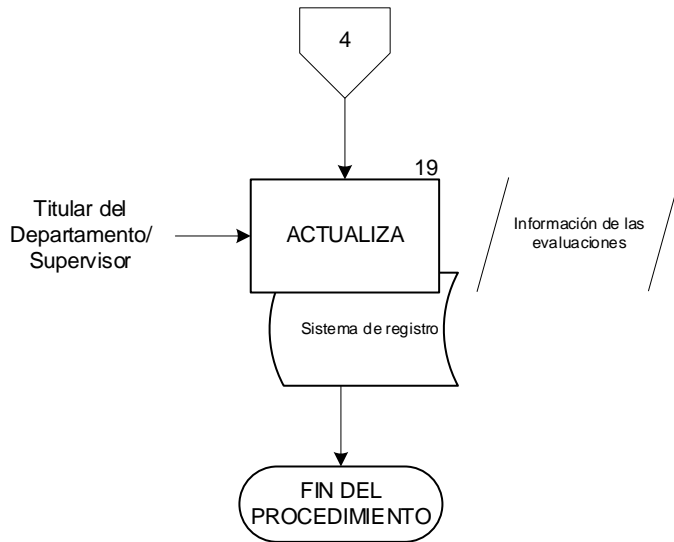 4
19
Titular del
Departamento/
Supervisor
ACTUALIZA
Información de las
evaluaciones
Sistema de registro
FIN DEL
PROCEDIMIENTO